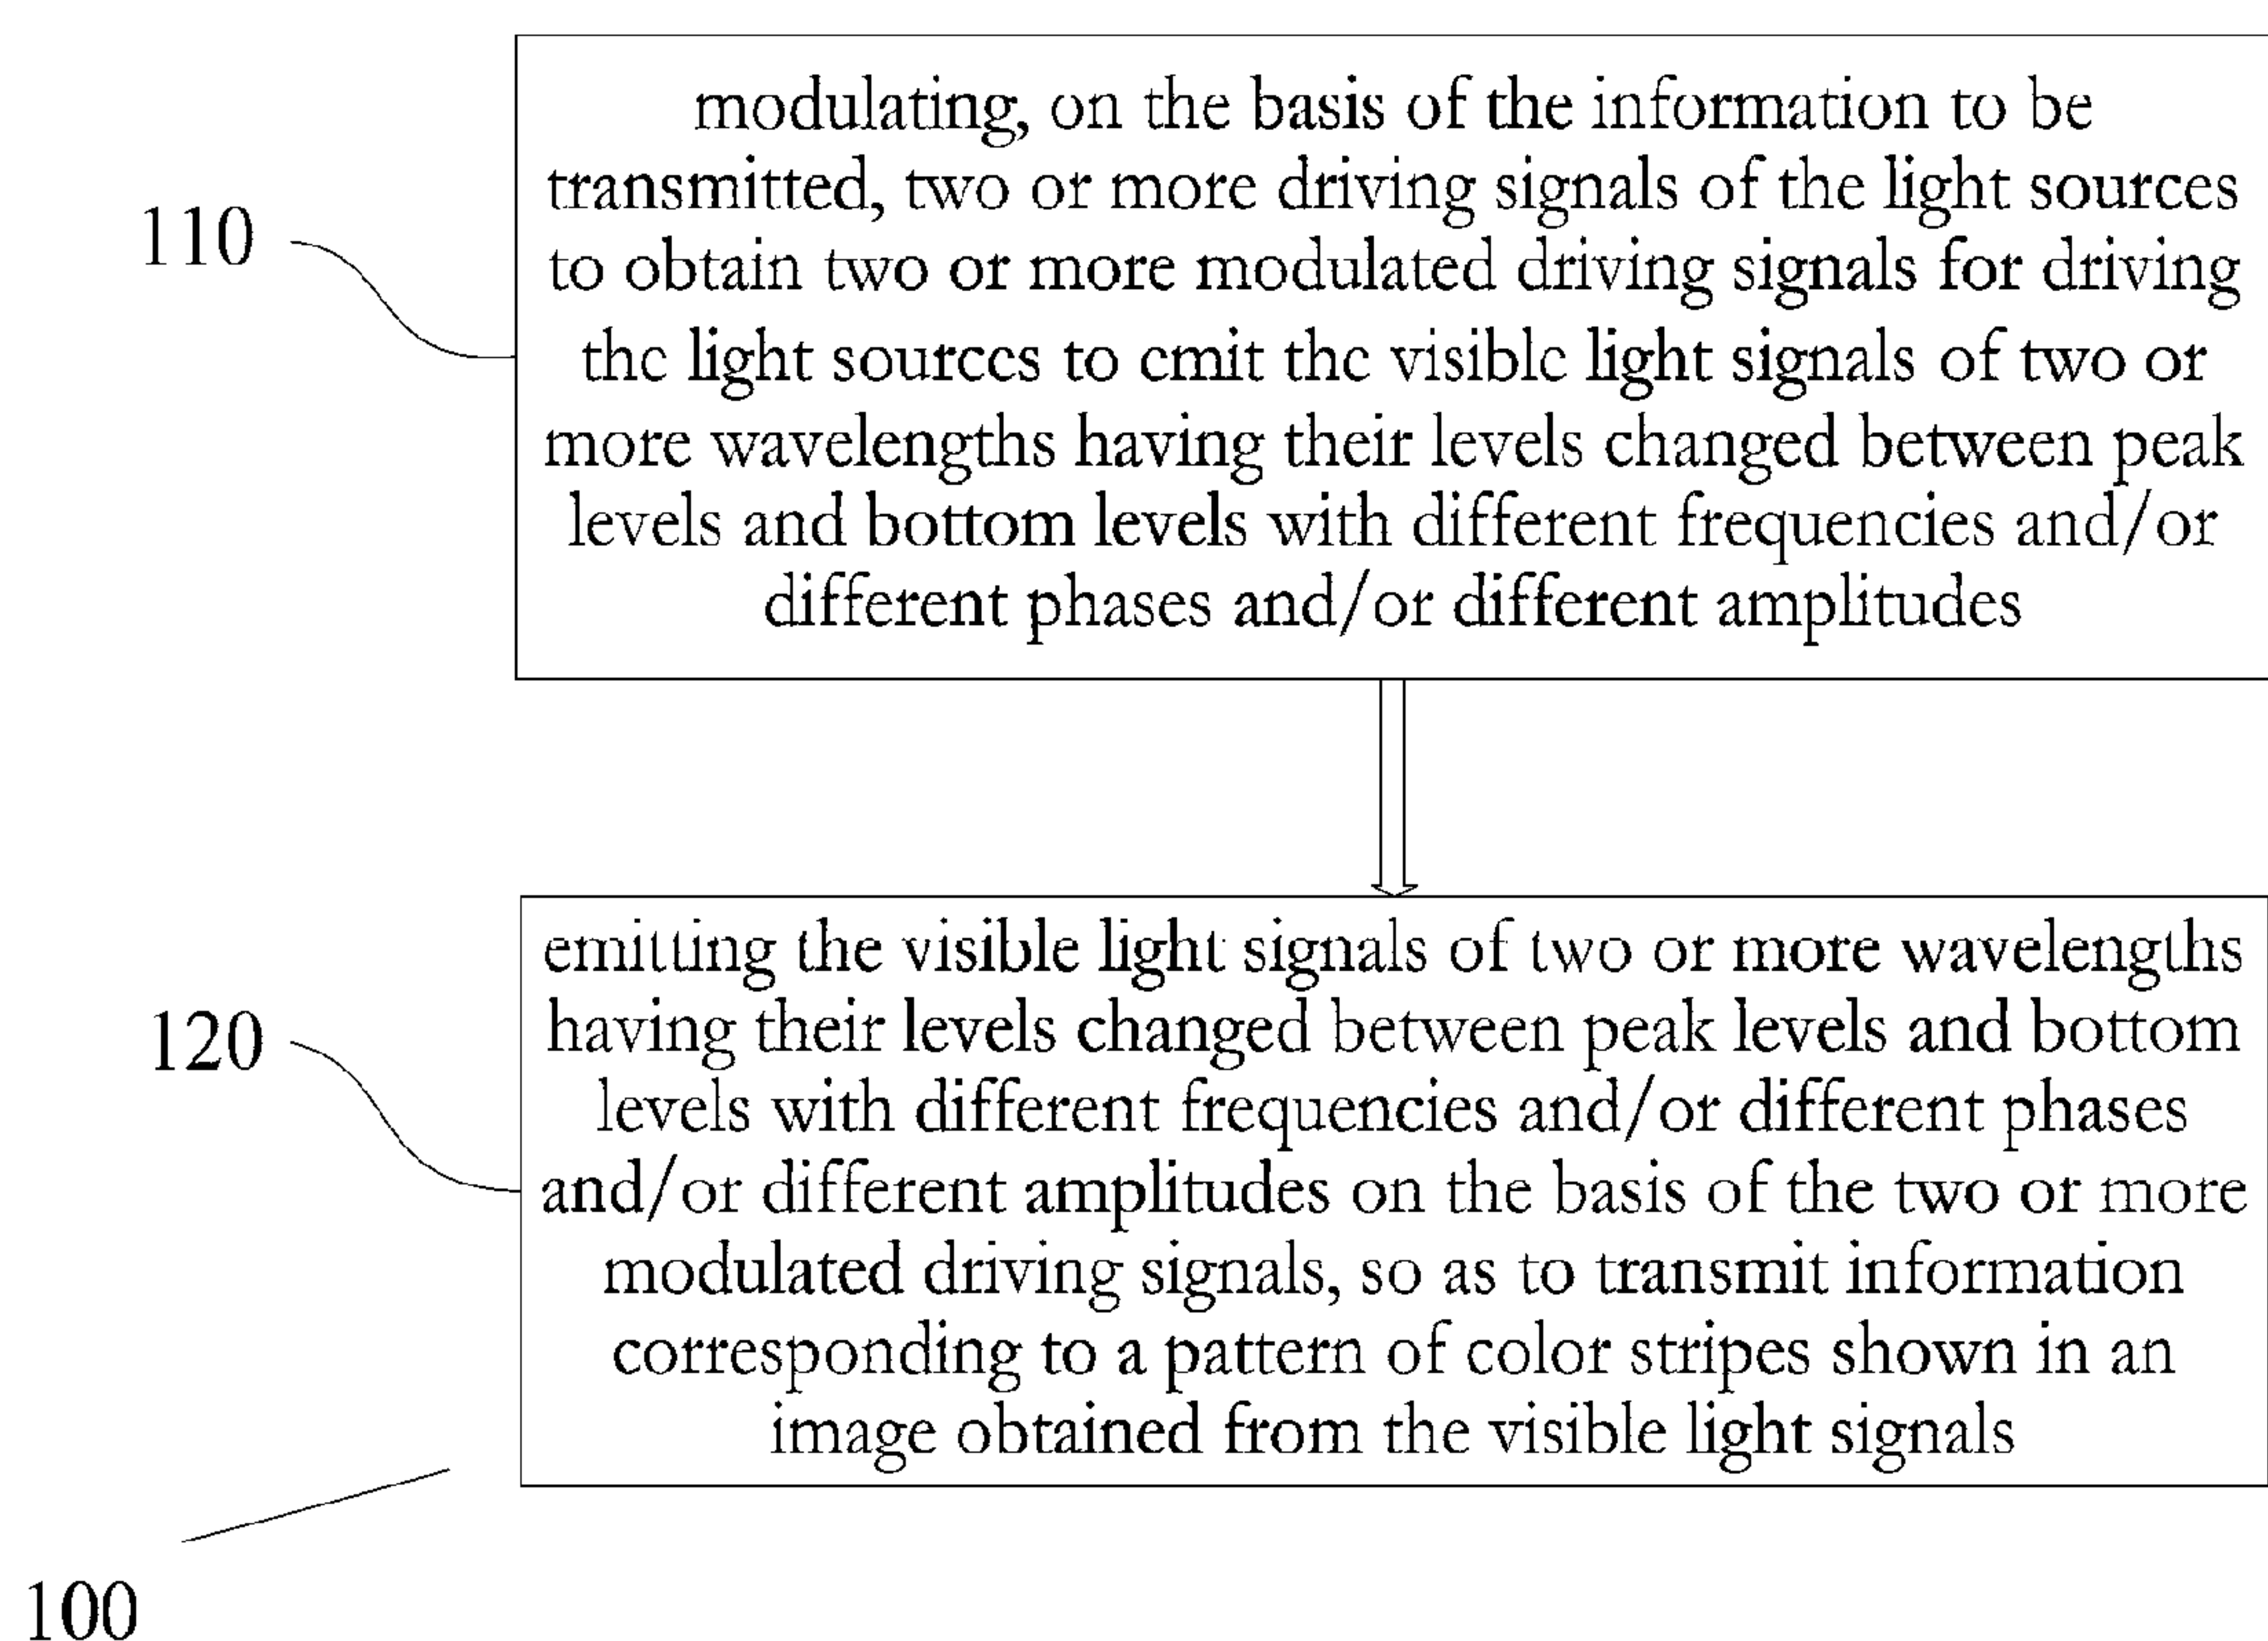 modulating, on the basis of the information to be
transmitted, two or more driving signals of the light sources
to obtain two or more modulated driving signals for driving
the light sources to emit the visible light signals of two or
more wavelengths having their levels changed between peak
levels and bottom levels with different frequencies and/or
different phases and/or different amplitudes
110
emitting the visible light signals of two or more wavelengths
having their levels changed between peak levels and bottom
levels with different frequencies and/or different phases
and/or different amplitudes on the basis of the two or more
modulated driving signals, so as to transmit information
corresponding to a pattern of color stripes shown in an
image obtained from the visible light signals
120
100